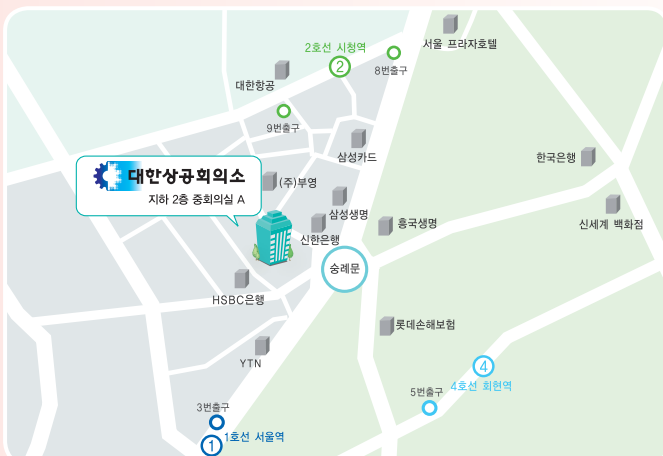 서울 프라자호텔
2호선 시청역
2
8번출구
대한항공
9번출구
삼성카드
한국은행
대한상공회의소
지하 2층 중회의실 A
(주)부영
삼성생명
흥국생명
신세계 백화점
신한은행
숭례문
HSBC은행
롯데손해보험
YTN
4
4호선 회현역
5번출구
3번출구
1호선 서울역
1